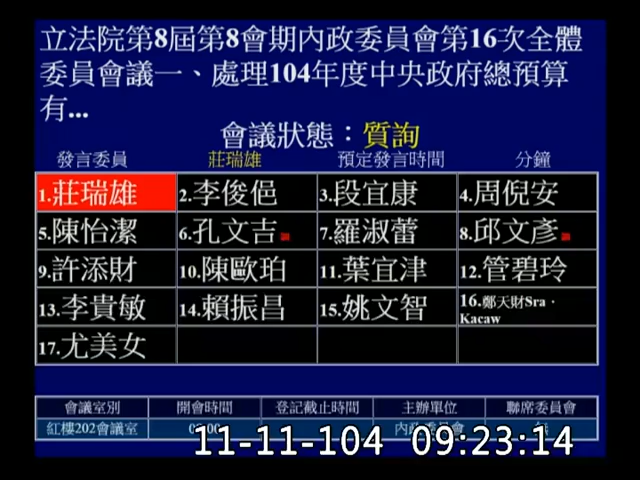 立法院第8屆第8會期內政委員會第16次全體
委員會議一、處理104年度中央政府總預算
有...
會議狀態：質詢
發言委員 莊瑞雄 預定發言時間 分鐘
1.莊瑞雄 2.李俊俋 3.段宜康 4.周倪安
5.陳怡潔 6.孔文吉 7.羅淑蕾 8.邱文彥
9.許添財 10.陳歐珀 11.葉宜津 12.管碧玲
13.李貴敏 14.賴振昌 15.姚文智 16.鄭天財Sra．
Kacaw
17.尤美女
會議室別 開會時間 登記截止時間 主辦單位 聯席委員會
紅樓202會議室 內政委員會 無
11-11-104 09:23:14